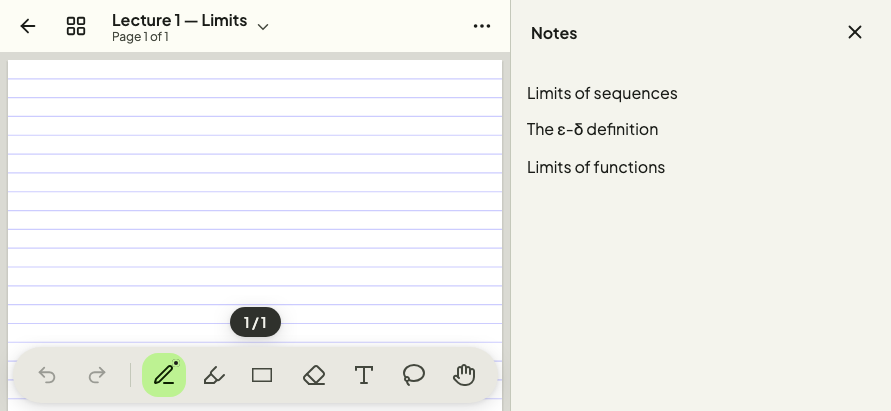 Lecture 1 — Limits
Page 1 of 1
1/1
Notes
Limits of sequences
The ε-δ definition
Limits of functions